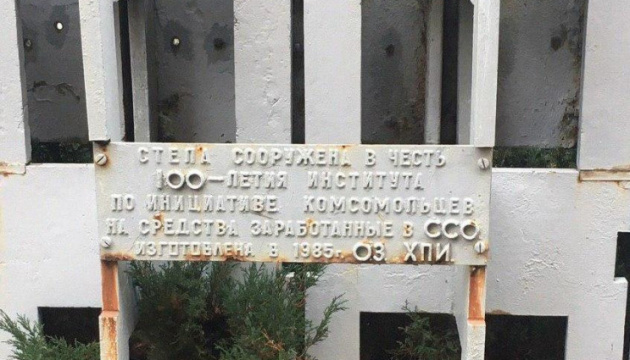 СТЕЛА СООРУЖЕНА В ЧЕСТЬ
100-ЛЕТИЯ ИНСТИТУТА
ПО ИНИЦИАТИВЕ КОМСОМОЛЬЦЕВ
НА СРЕДСТВА ЗАРАБОТАННЫЕ В ССО,
ИЗГОТОВЛЕНА В 1985г. ОЗ ХПИ.